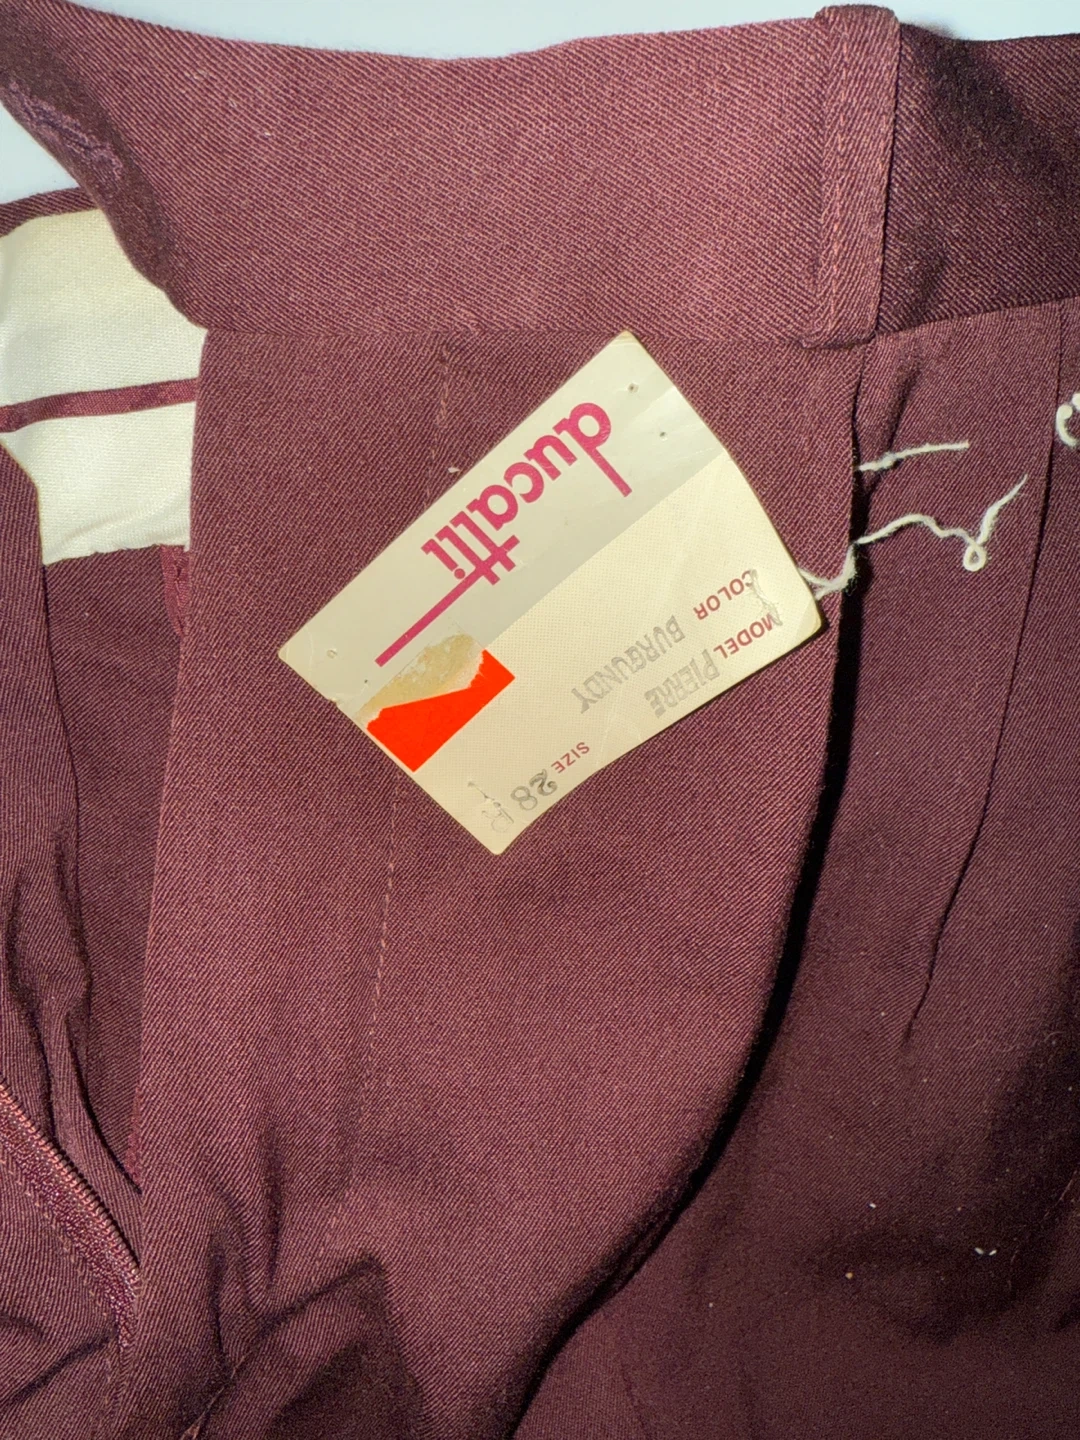 MODEL PIERRE SIZE 28 R
COLOR BURGUNDY
ducatti